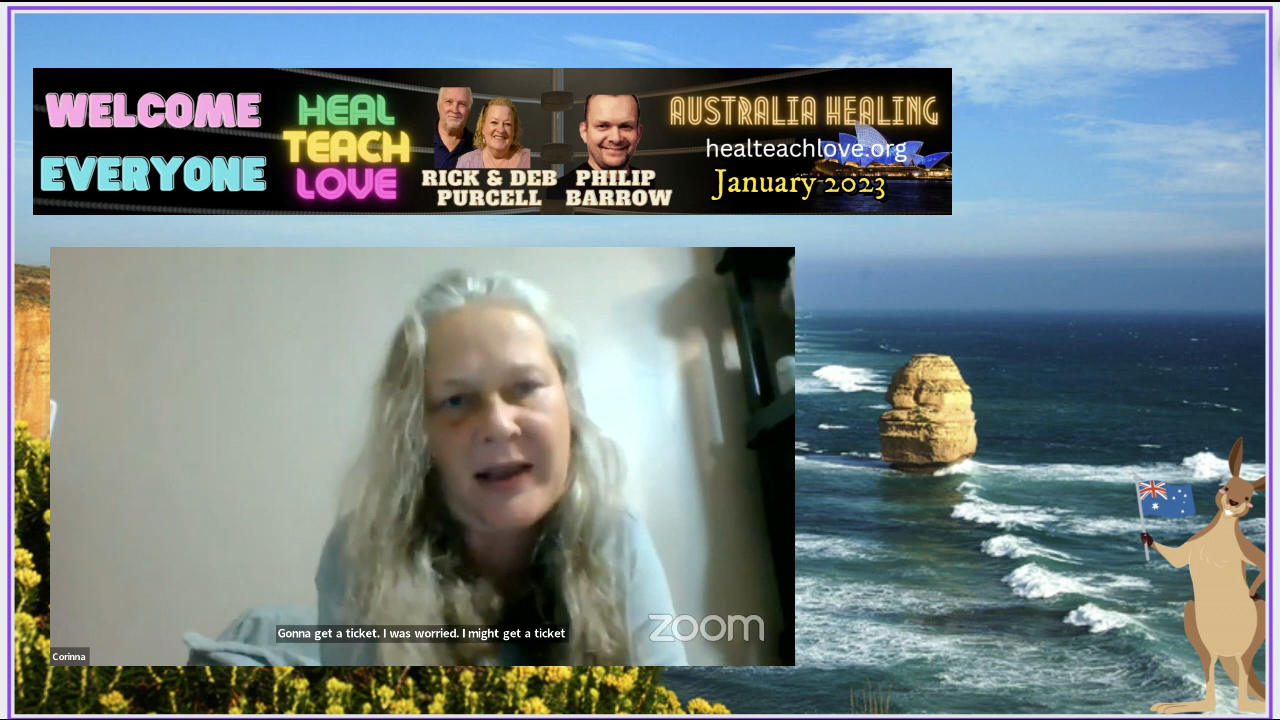 WELCOME
EVERYONE
HEAL
TEACH
LOVE
RICK & DEB
PURCELL
PHILIP
BARROW
AUSTRALIA HEALING
healteachlove.org
January 2023
Gonna get a ticket. I was worried. I might get a ticket
zoom
Corinna